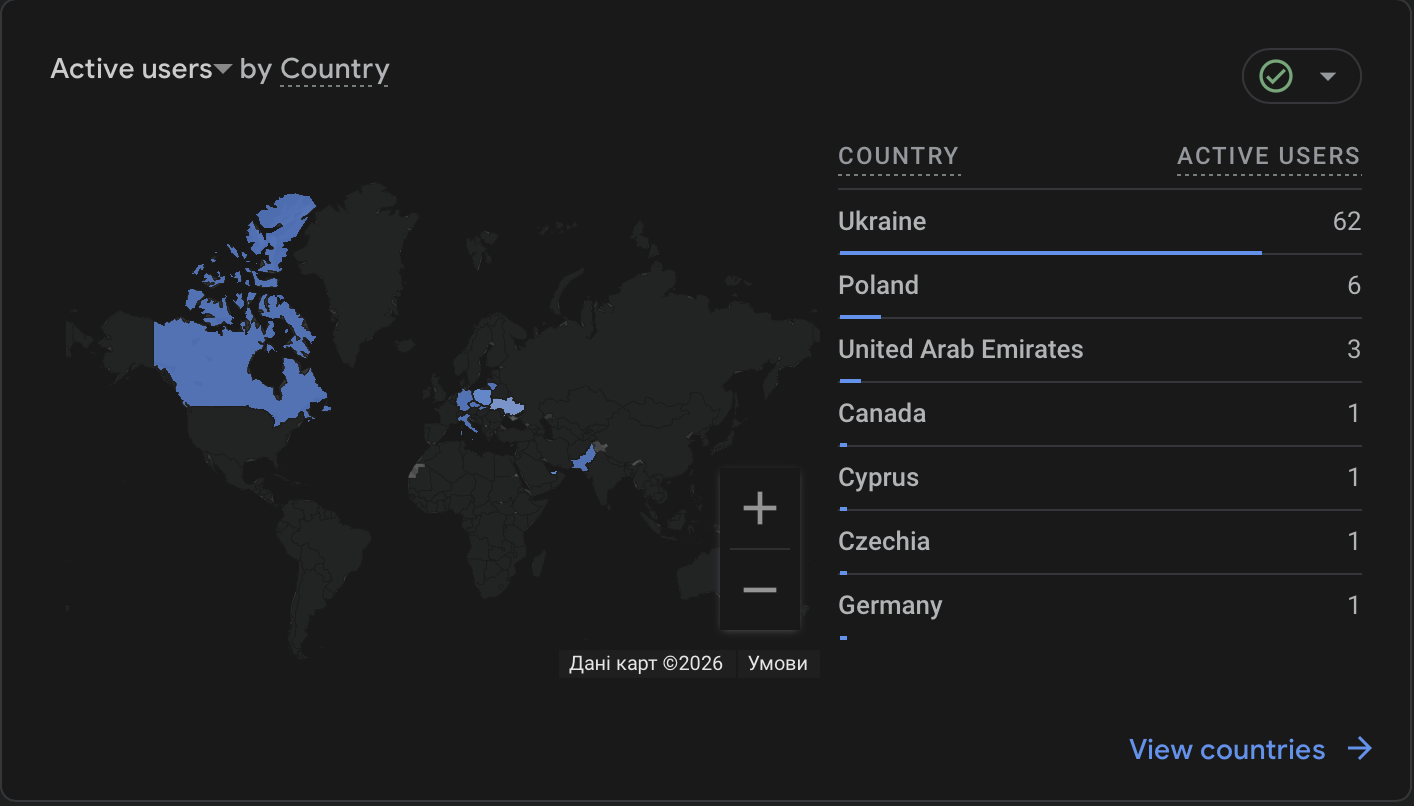 Active users by Country
COUNTRY ACTIVE USERS
Ukraine 62
Poland 6
United Arab Emirates 3
Canada 1
Cyprus 1
Czechia 1
Germany 1
Дані карт ©2026 Умови
View countries